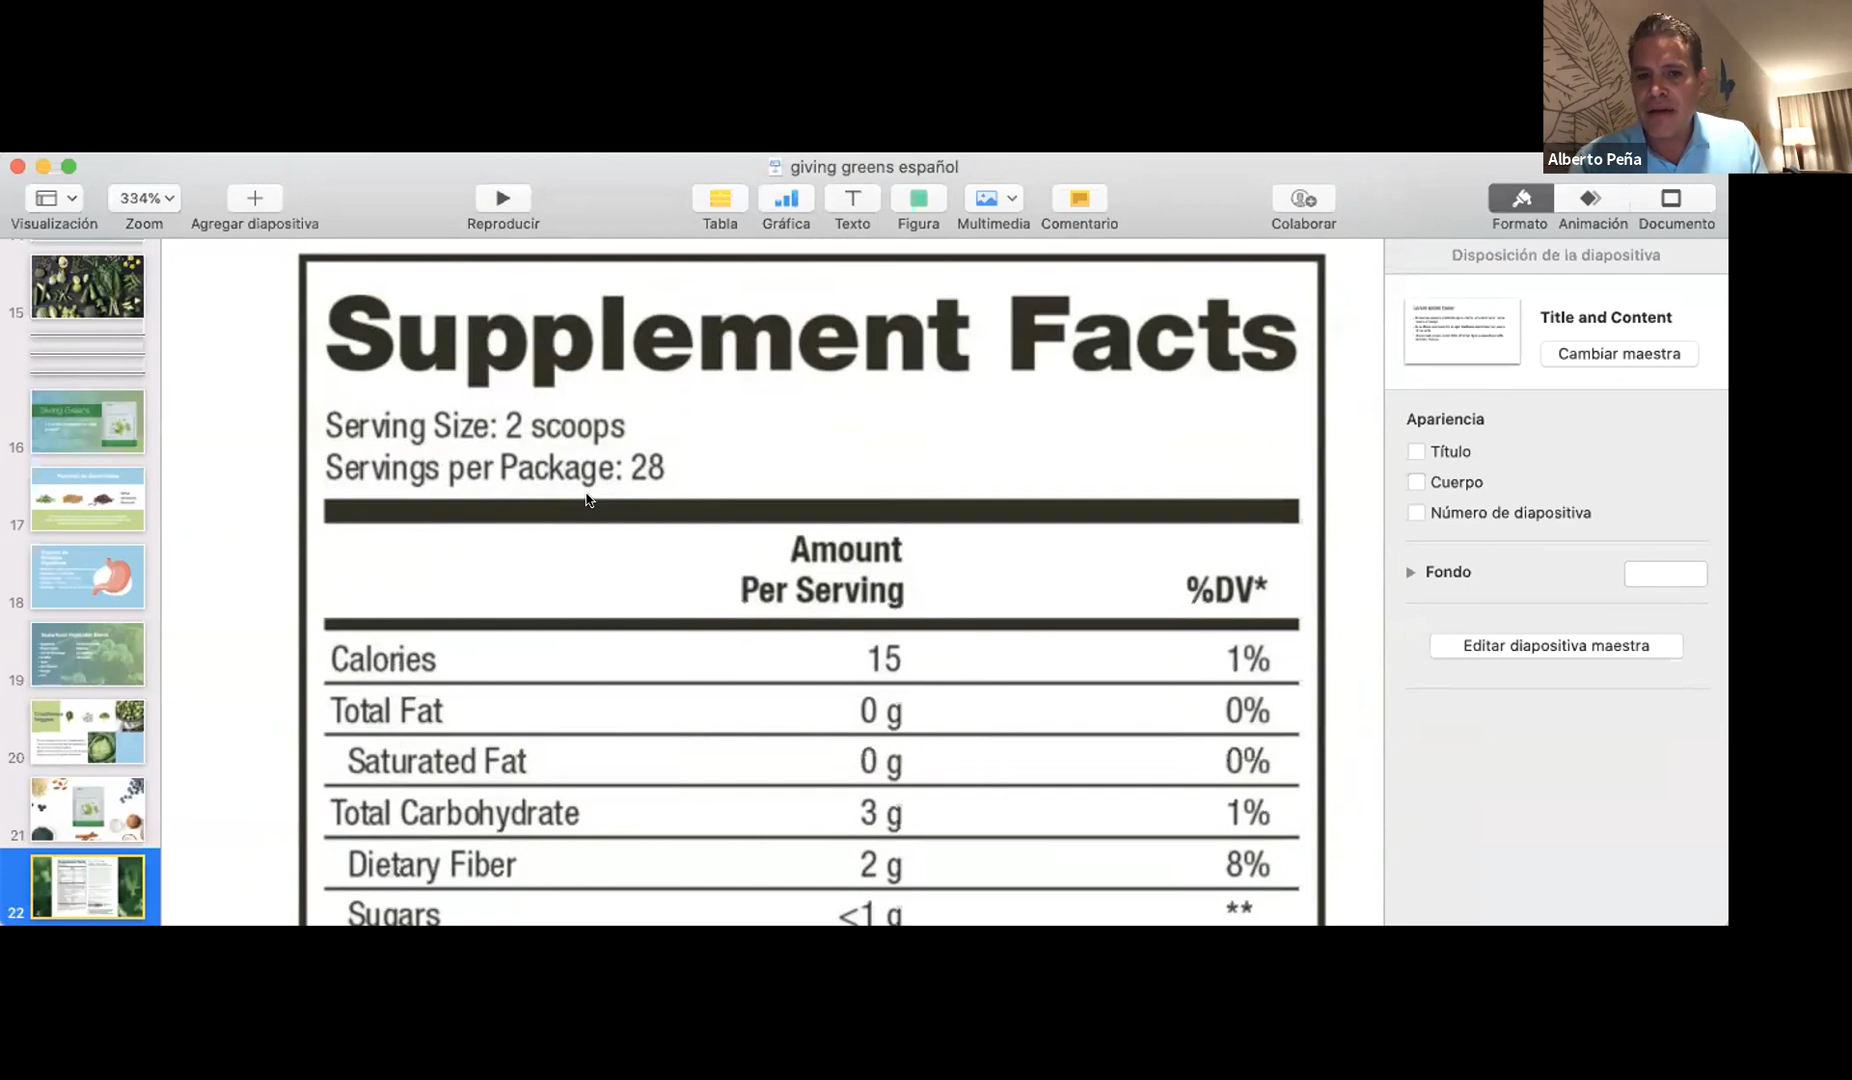 Alberto Peña
giving greens español
334%
Visualización
Zoom
Agregar diapositiva
Reproducir
Tabla
Gráfica
Texto
Figura
Multimedia
Comentario
Colaborar
Formato
Animación
Documento
15
16
17
18
19
20
21
22
Giving Greens
Supplement Facts
Serving Size: 2 scoops
Servings per Package: 28
Amount
Per Serving %DV*
Calories 15 1%
Total Fat 0 g 0%
Saturated Fat 0 g 0%
Total Carbohydrate 3 g 1%
Dietary Fiber 2 g 8%
Sugars <1 g **
Disposición de la diapositiva
Title and Content
Cambiar maestra
Apariencia
Título
Cuerpo
Número de diapositiva
Fondo
Editar diapositiva maestra